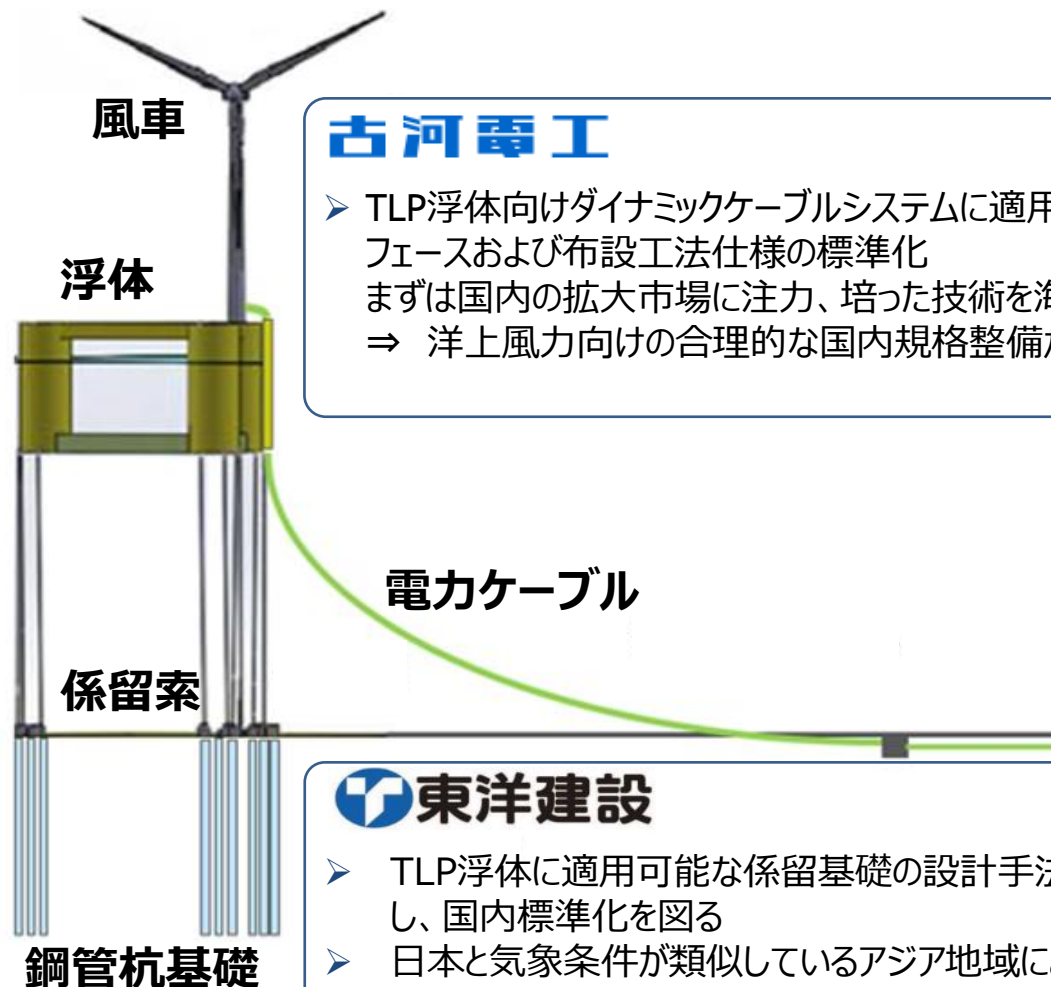 風車
古河電工
➢ TLP浮体向けダイナミックケーブルシステムに適用
フェースおよび布設工法仕様の標準化
まずは国内の拡大市場に注力、培った技術を海
⇒ 洋上風力向けの合理的な国内規格整備が
浮体
電力ケーブル
係留索
東洋建設
➢ TLP浮体に適用可能な係留基礎の設計手法
し、国内標準化を図る
➢ 日本と気象条件が類似しているアジア地域に
鋼管杭基礎